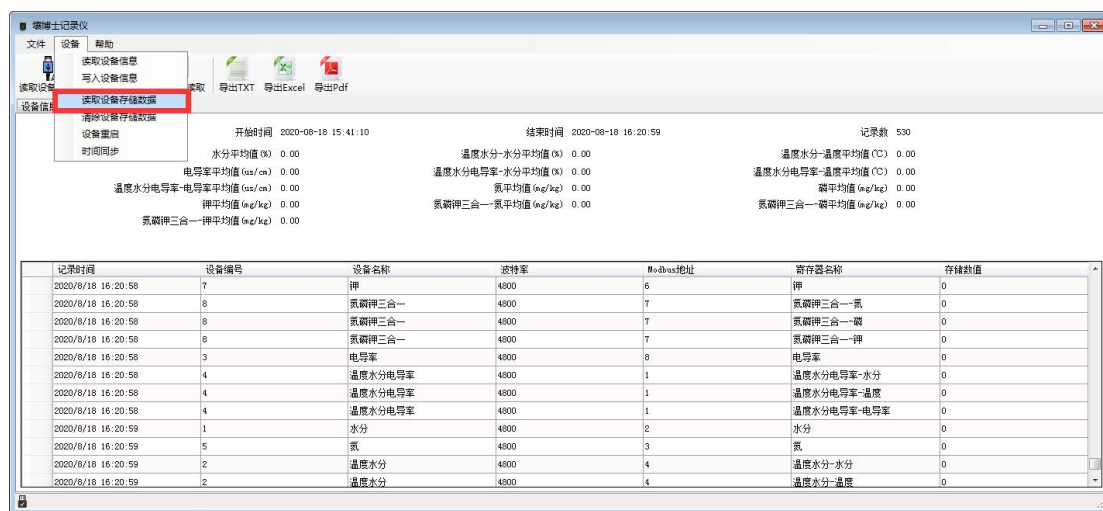 壤博士记录仪
文件 设备 帮助
读取设备信息
写入设备信息
读取设备存储数据
清除设备存储数据
设备重启
时间同步
读取设备 读取 导出TXT 导出Excel 导出Pdf
设备信息
开始时间 2020-08-18 15:41:10 结束时间 2020-08-18 16:20:59 记录数 530
水分平均值(%) 0.00 温度水分-水分平均值(%) 0.00 温度水分-温度平均值(℃) 0.00
电导率平均值(us/cm) 0.00 温度水分电导率-水分平均值(%) 0.00 温度水分电导率-温度平均值(℃) 0.00
温度水分电导率-电导率平均值(us/cm) 0.00 氮平均值(mg/kg) 0.00 磷平均值(mg/kg) 0.00
钾平均值(mg/kg) 0.00 氮磷钾三合一-氮平均值(mg/kg) 0.00 氮磷钾三合一-磷平均值(mg/kg) 0.00
氮磷钾三合一-钾平均值(mg/kg) 0.00
记录时间 设备编号 设备名称 波特率 Modbus地址 寄存器名称 存储数值
2020/8/18 16:20:58 7 钾 4800 6 钾 0
2020/8/18 16:20:58 8 氮磷钾三合一 4800 7 氮磷钾三合一-氮 0
2020/8/18 16:20:58 8 氮磷钾三合一 4800 7 氮磷钾三合一-磷 0
2020/8/18 16:20:58 8 氮磷钾三合一 4800 7 氮磷钾三合一-钾 0
2020/8/18 16:20:58 3 电导率 4800 8 电导率 0
2020/8/18 16:20:58 4 温度水分电导率 4800 1 温度水分电导率-水分 0
2020/8/18 16:20:58 4 温度水分电导率 4800 1 温度水分电导率-温度 0
2020/8/18 16:20:58 4 温度水分电导率 4800 1 温度水分电导率-电导率 0
2020/8/18 16:20:59 1 水分 4800 2 水分 0
2020/8/18 16:20:59 5 氮 4800 3 氮 0
2020/8/18 16:20:59 2 温度水分 4800 4 温度水分-水分 0
2020/8/18 16:20:59 2 温度水分 4800 4 温度水分-温度 0